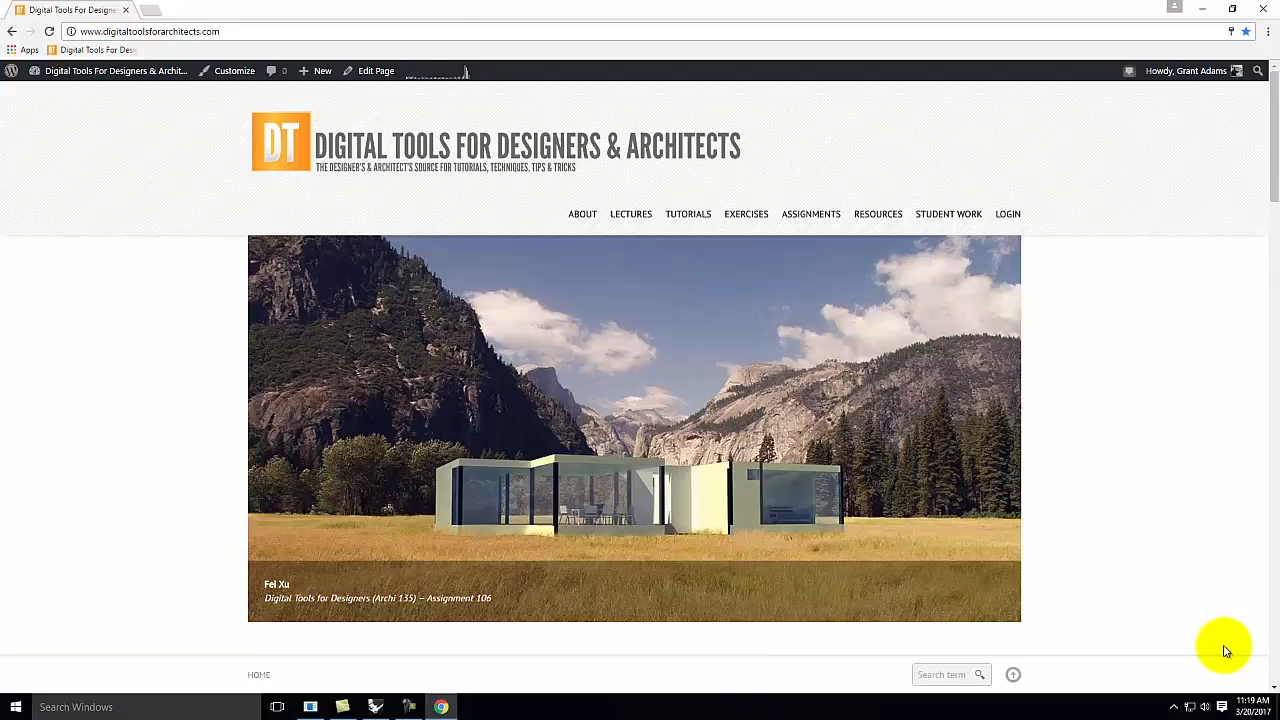 Digital Tools For Designe
www.digitaltoolsforarchitects.com
Apps Digital Tools For Des
Digital Tools For Designers & Archit... Customize 0 New Edit Page Howdy, Grant Adams
DT DIGITAL TOOLS FOR DESIGNERS & ARCHITECTS
THE DESIGNER'S & ARCHITECT'S SOURCE FOR TUTORIALS, TECHNIQUES, TIPS & TRICKS
ABOUT LECTURES TUTORIALS EXERCISES ASSIGNMENTS RESOURCES STUDENT WORK LOGIN
Fei Xu
Digital Tools for Designers (Archi 135) – Assignment 106
HOME Search term
Search Windows 11:19 AM
3/20/2017